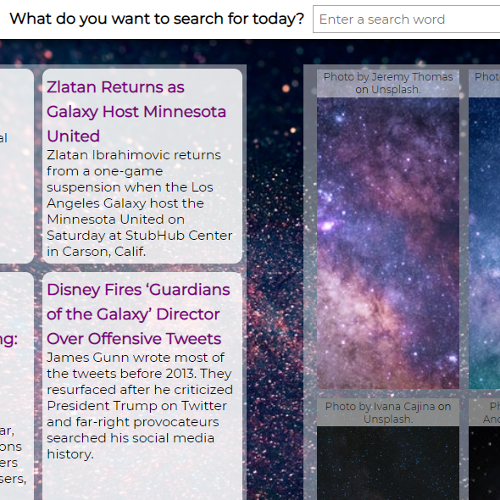 What do you want to search for today?
Enter a search word
al
ng:
ar,
ons
ers
sers,
Zlatan Returns as
Galaxy Host Minnesota
United
Zlatan Ibrahimovic returns
from a one-game
suspension when the Los
Angeles Galaxy host the
Minnesota United on
Saturday at StubHub Center
in Carson, Calif.
Disney Fires ‘Guardians
of the Galaxy’ Director
Over Offensive Tweets
James Gunn wrote most of
the tweets before 2013. They
resurfaced after he criticized
President Trump on Twitter
and far-right provocateurs
searched his social media
history.
Photo by Jeremy Thomas
on Unsplash.
Photo by Ivana Cajina on
Unsplash.
Phot
Ph
And